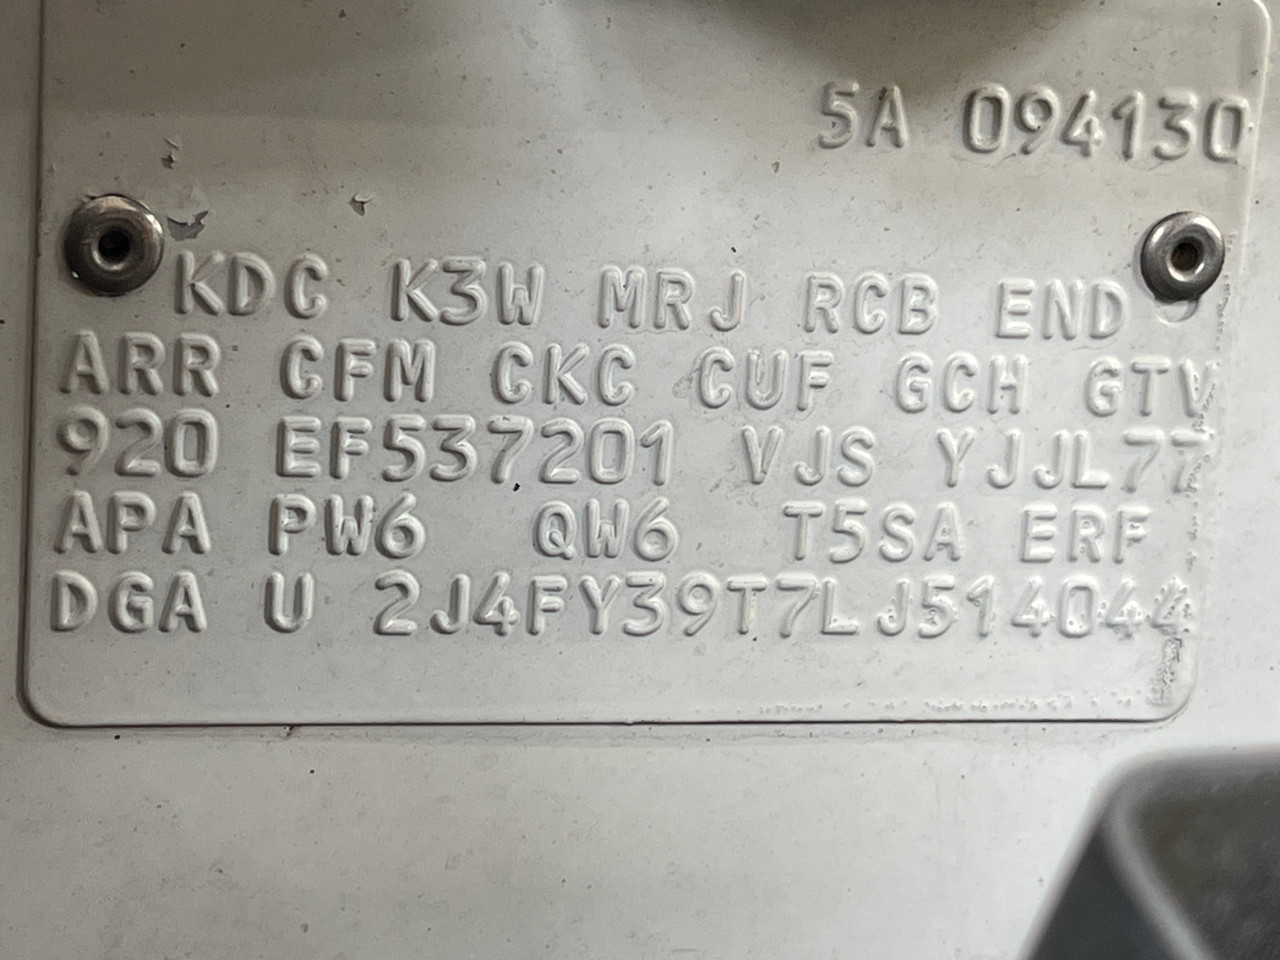 5A 094130
KDC K3W MRJ RCB END
ARR CFM CKC CUF GCH GTV
920 EF537201 VJS YJJL77
APA PW6 QW6 T5SA ERF
DGA U 2J4FY39T7LJ514044